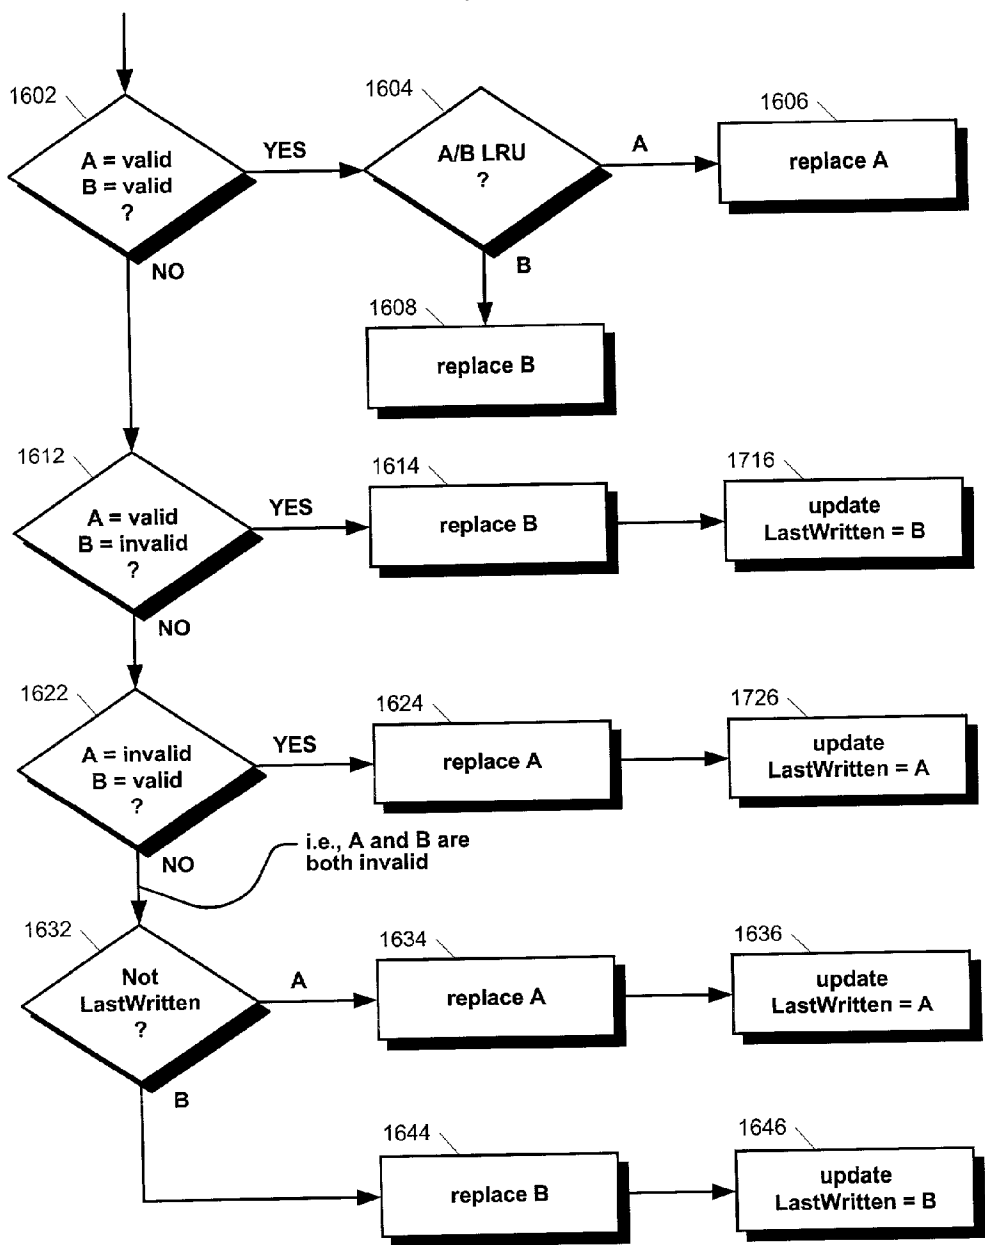 1602
A = valid
B = valid
?
YES
NO
1604
A/B LRU
?
A
B
1606
replace A
1608
replace B
1612
A = valid
B = invalid
?
YES
NO
1614
replace B
1716
update
LastWritten = B
1622
A = invalid
B = valid
?
YES
NO
1624
replace A
1726
update
LastWritten = A
i.e., A and B are
both invalid
1632
Not
LastWritten
?
A
B
1634
replace A
1636
update
LastWritten = A
1644
replace B
1646
update
LastWritten = B